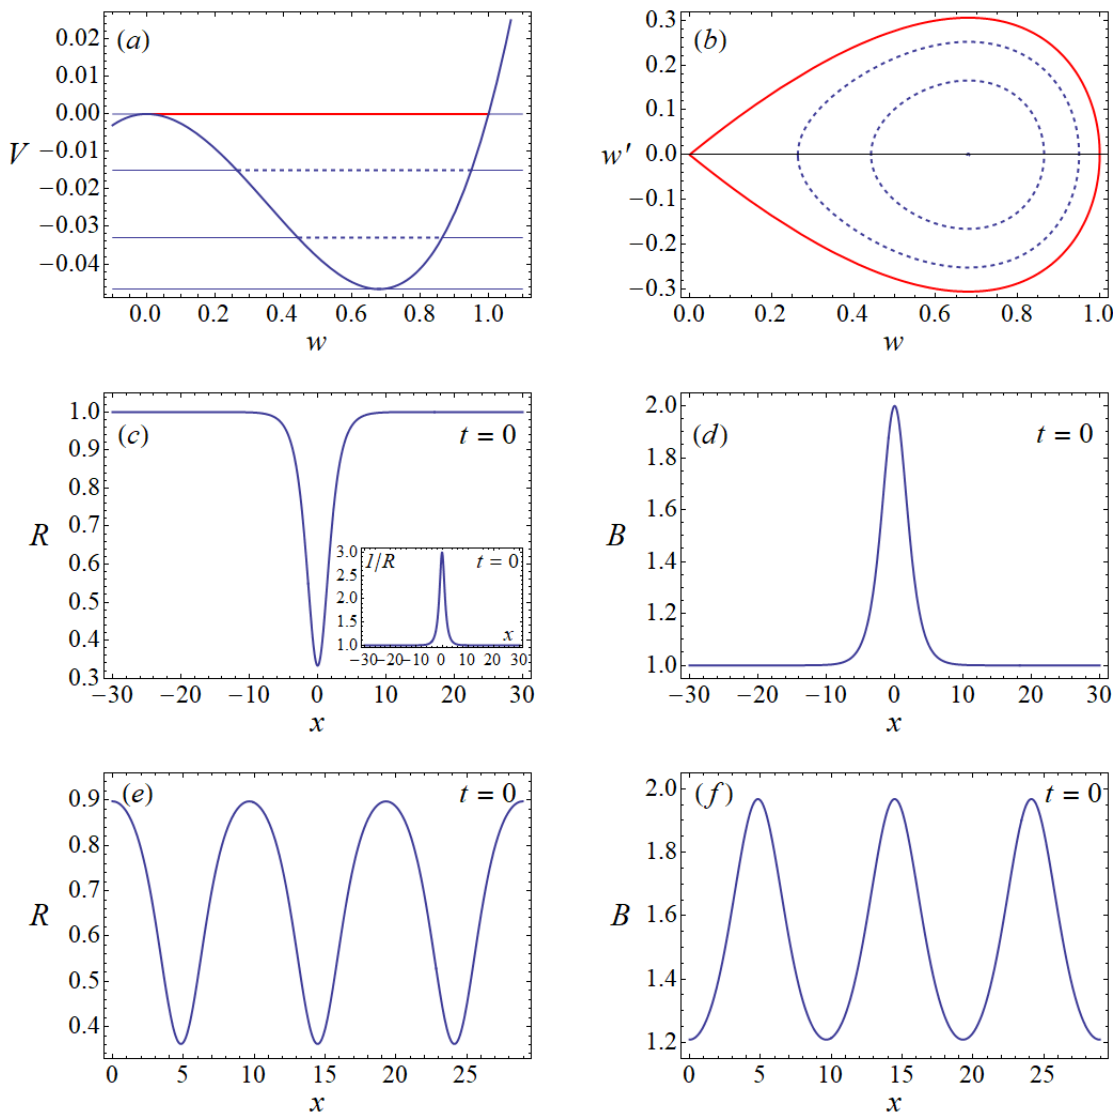 (a)
0.02
0.01
0.00
−0.01
−0.02
−0.03
−0.04
V
0.0 0.2 0.4 0.6 0.8 1.0
w
(b)
0.3
0.2
0.1
0.0
−0.1
−0.2
−0.3
w′
0.0 0.2 0.4 0.6 0.8 1.0
w
(c) t = 0
1.0
0.9
0.8
0.7
0.6
0.5
0.4
0.3
R
−30 −20 −10 0 10 20 30
x
1/R t = 0
3.0
2.5
2.0
1.5
1.0
x
−30 −20 −10 0 10 20 30
(d) t = 0
2.0
1.8
1.6
1.4
1.2
1.0
B
−30 −20 −10 0 10 20 30
x
(e) t = 0
0.9
0.8
0.7
0.6
0.5
0.4
R
0 5 10 15 20 25
x
(f) t = 0
2.0
1.8
1.6
1.4
1.2
B
0 5 10 15 20 25
x